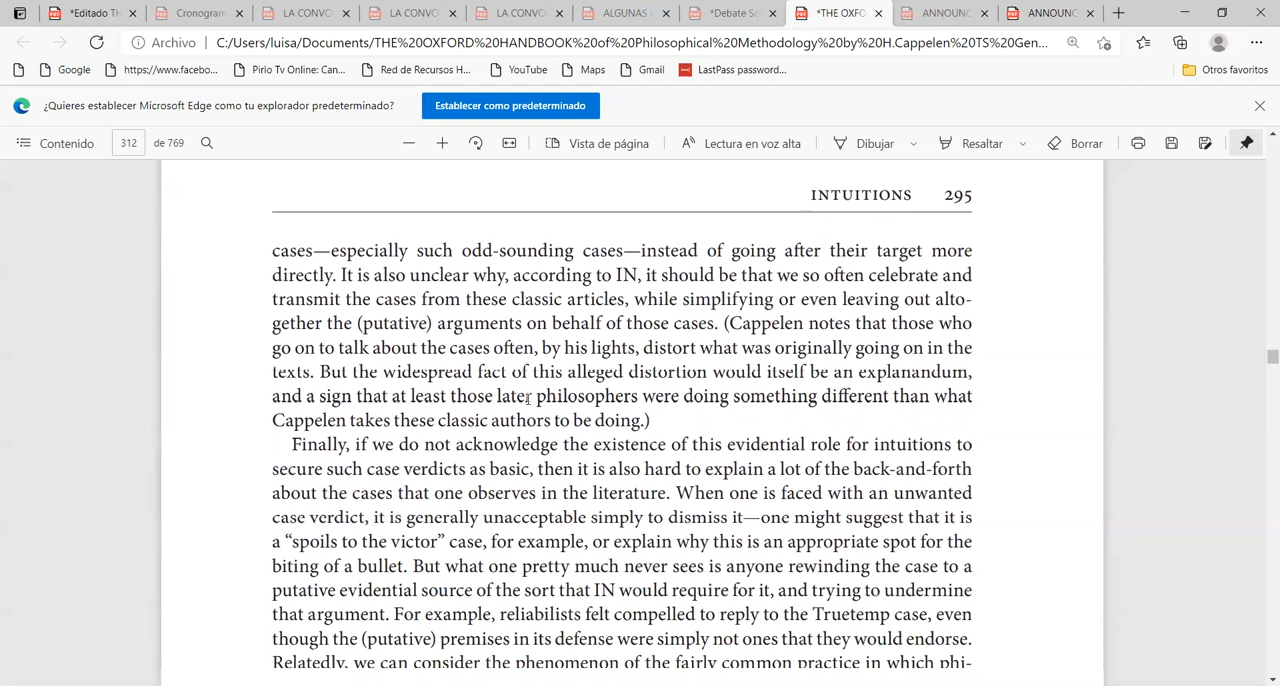 *Editado TH
Cronogram
LA CONVO
LA CONVO
LA CONVO
ALGUNAS
*Debate So
*THE OXFO
ANNOUNC
ANNOUNC
Archivo
C:/Users/luisa/Documents/THE%20OXFORD%20HANDBOOK%20of%20Philosophical%20Methodology%20by%20H.Cappelen%20TS%20Gen...
Google
https://www.facebo...
Pirlo Tv Online: Can...
Red de Recursos H...
YouTube
Maps
Gmail
LastPass password...
Otros favoritos
¿Quieres establecer Microsoft Edge como tu explorador predeterminado?
Establecer como predeterminado
Contenido
312
de 769
Vista de página
Lectura en voz alta
Dibujar
Resaltar
Borrar
INTUITIONS 295
cases—especially such odd-sounding cases—instead of going after their target more
directly. It is also unclear why, according to IN, it should be that we so often celebrate and
transmit the cases from these classic articles, while simplifying or even leaving out alto-
gether the (putative) arguments on behalf of those cases. (Cappelen notes that those who
go on to talk about the cases often, by his lights, distort what was originally going on in the
texts. But the widespread fact of this alleged distortion would itself be an explanandum,
and a sign that at least those later philosophers were doing something different than what
Cappelen takes these classic authors to be doing.)
Finally, if we do not acknowledge the existence of this evidential role for intuitions to
secure such case verdicts as basic, then it is also hard to explain a lot of the back-and-forth
about the cases that one observes in the literature. When one is faced with an unwanted
case verdict, it is generally unacceptable simply to dismiss it—one might suggest that it is
a “spoils to the victor” case, for example, or explain why this is an appropriate spot for the
biting of a bullet. But what one pretty much never sees is anyone rewinding the case to a
putative evidential source of the sort that IN would require for it, and trying to undermine
that argument. For example, reliabilists felt compelled to reply to the Truetemp case, even
though the (putative) premises in its defense were simply not ones that they would endorse.
Relatedly, we can consider the phenomenon of the fairly common practice in which phi-